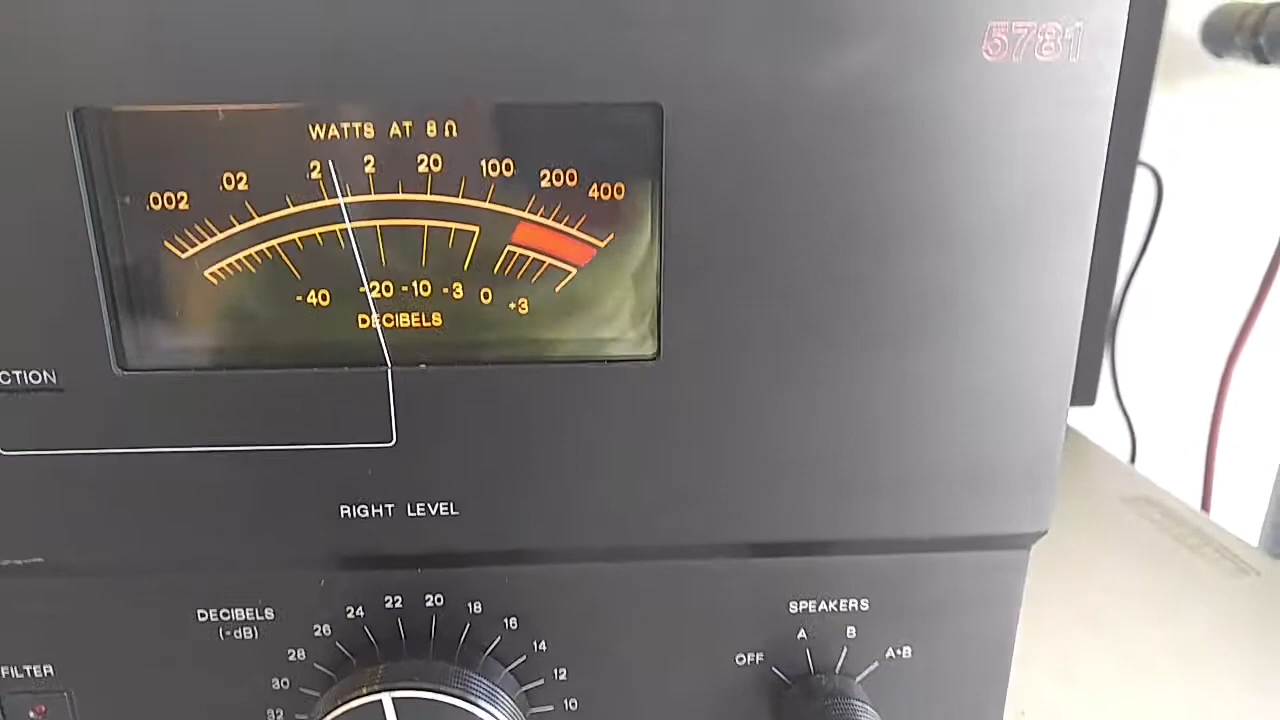 5781
WATTS AT 8 Ω
.002 .02 .2 2 20 100 200 400
-40 -20 -10 -3 0 +3
DECIBELS
CTION
RIGHT LEVEL
DECIBELS
(-dB)
32 30 28 26 24 22 20 18 16 14 12 10
SPEAKERS
OFF A B A+B
FILTER